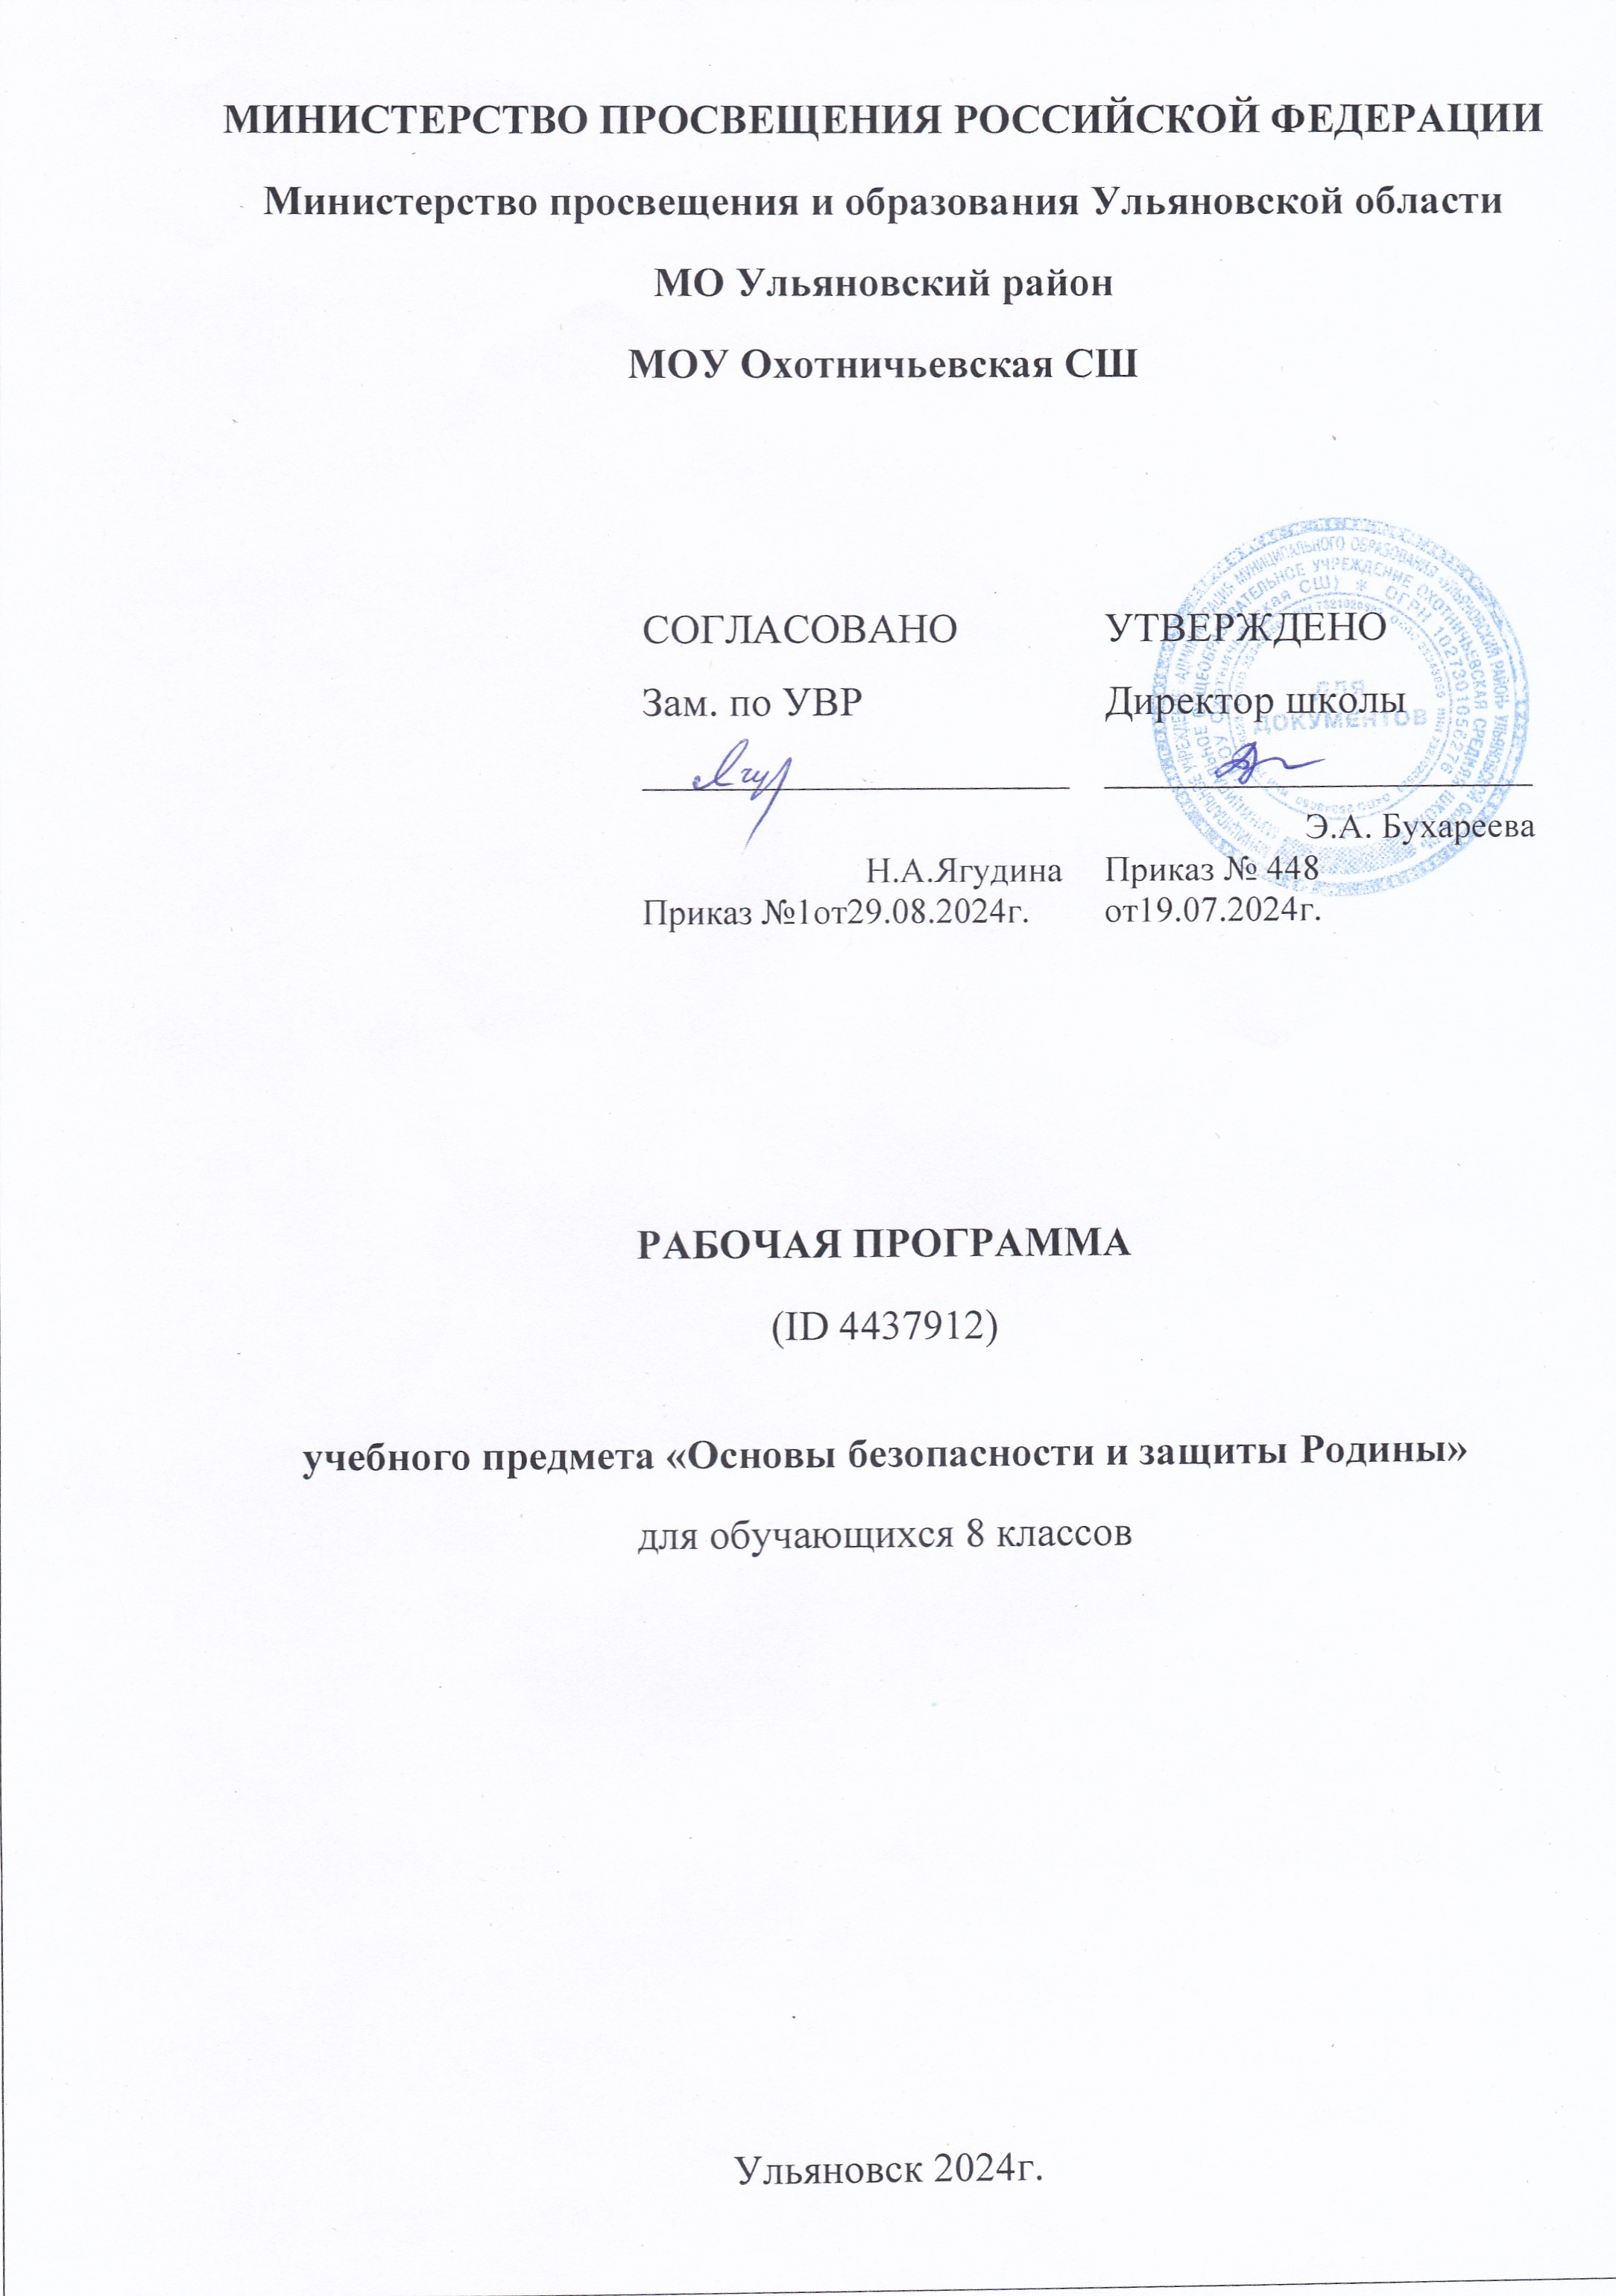 МИНИСТЕРСТВО ПРОСВЕЩЕНИЯ РОССИЙСКОЙ ФЕДЕРАЦИИ
Министерство просвещения и образования Ульяновской области
МО Ульяновский район
МОУ Охотничьевская СШ
СОГЛАСОВАНО
Зам. по УВР
Н.А.Ягудина
Приказ №1от29.08.2024г.
УТВЕРЖДЕНО
Директор школы
Э.А. Бухареева
Приказ № 448
от19.07.2024г.
ДЛЯ
ДОКУМЕНТОВ
РАБОЧАЯ ПРОГРАММА
(ID 4437912)
учебного предмета «Основы безопасности и защиты Родины»
для обучающихся 8 классов
Ульяновск 2024г.